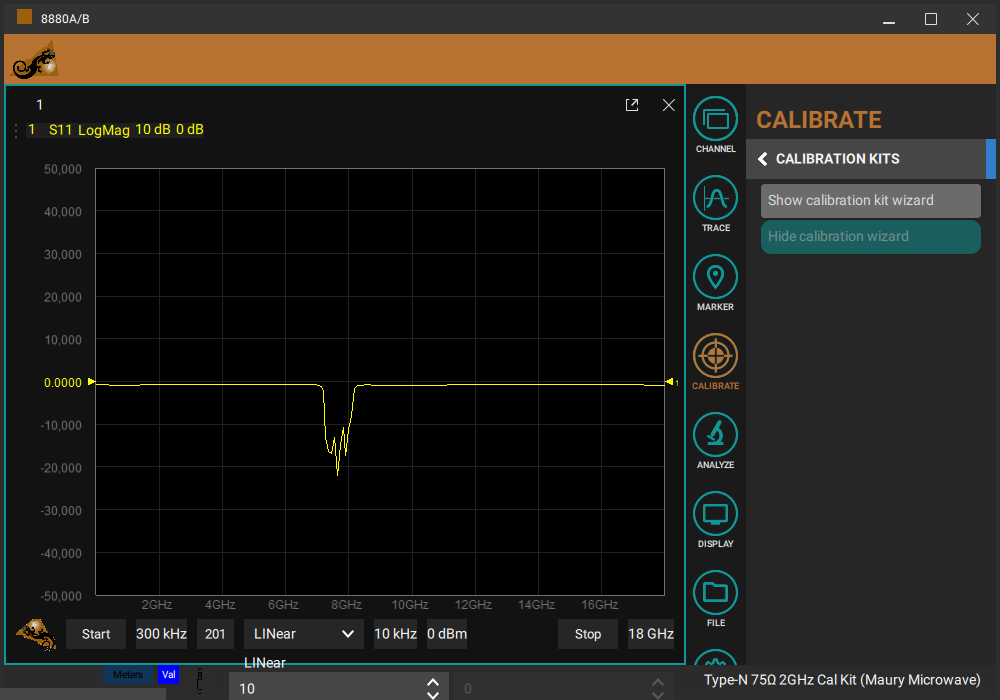 8880A/B
1
1 S11 LogMag 10 dB 0 dB
50,000
40,000
30,000
20,000
10,000
0.0000
1
-10,000
-20,000
-30,000
-40,000
-50,000
2GHz 4GHz 6GHz 8GHz 10GHz 12GHz 14GHz 16GHz
Start 300 kHz 201 LINear 10 kHz 0 dBm Stop 18 GHz
LINear
Meters Val
10 0
CHANNEL
TRACE
MARKER
CALIBRATE
ANALYZE
DISPLAY
FILE
CALIBRATE
CALIBRATION KITS
Show calibration kit wizard
Hide calibration wizard
Type-N 75Ω 2GHz Cal Kit (Maury Microwave)